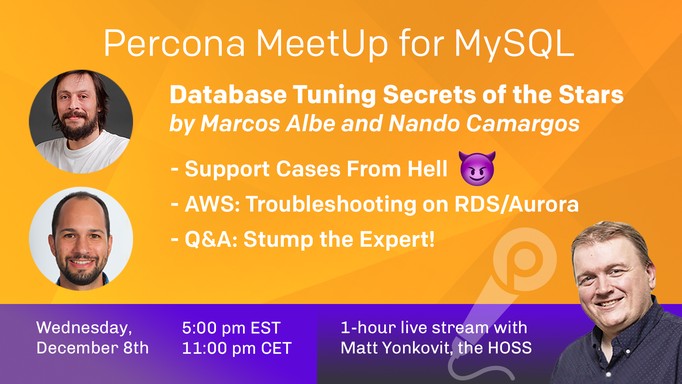 Percona MeetUp for MySQL
Database Tuning Secrets of the Stars
by Marcos Albe and Nando Camargos
- Support Cases From Hell 😈
- AWS: Troubleshooting on RDS/Aurora
- Q&A: Stump the Expert!
Wednesday,
December 8th
5:00 pm EST
11:00 pm CET
1-hour live stream with
Matt Yonkovit, the HOSS